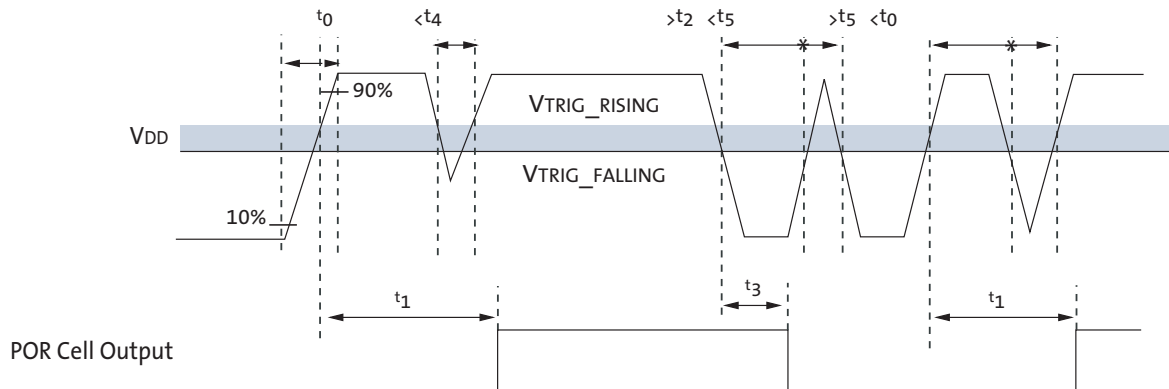 t0 <t4 >t2 <t5 >t5 <t0
90%
VTRIG_RISING
VDD
VTRIG_FALLING
10%
t1 t3 t1
POR Cell Output